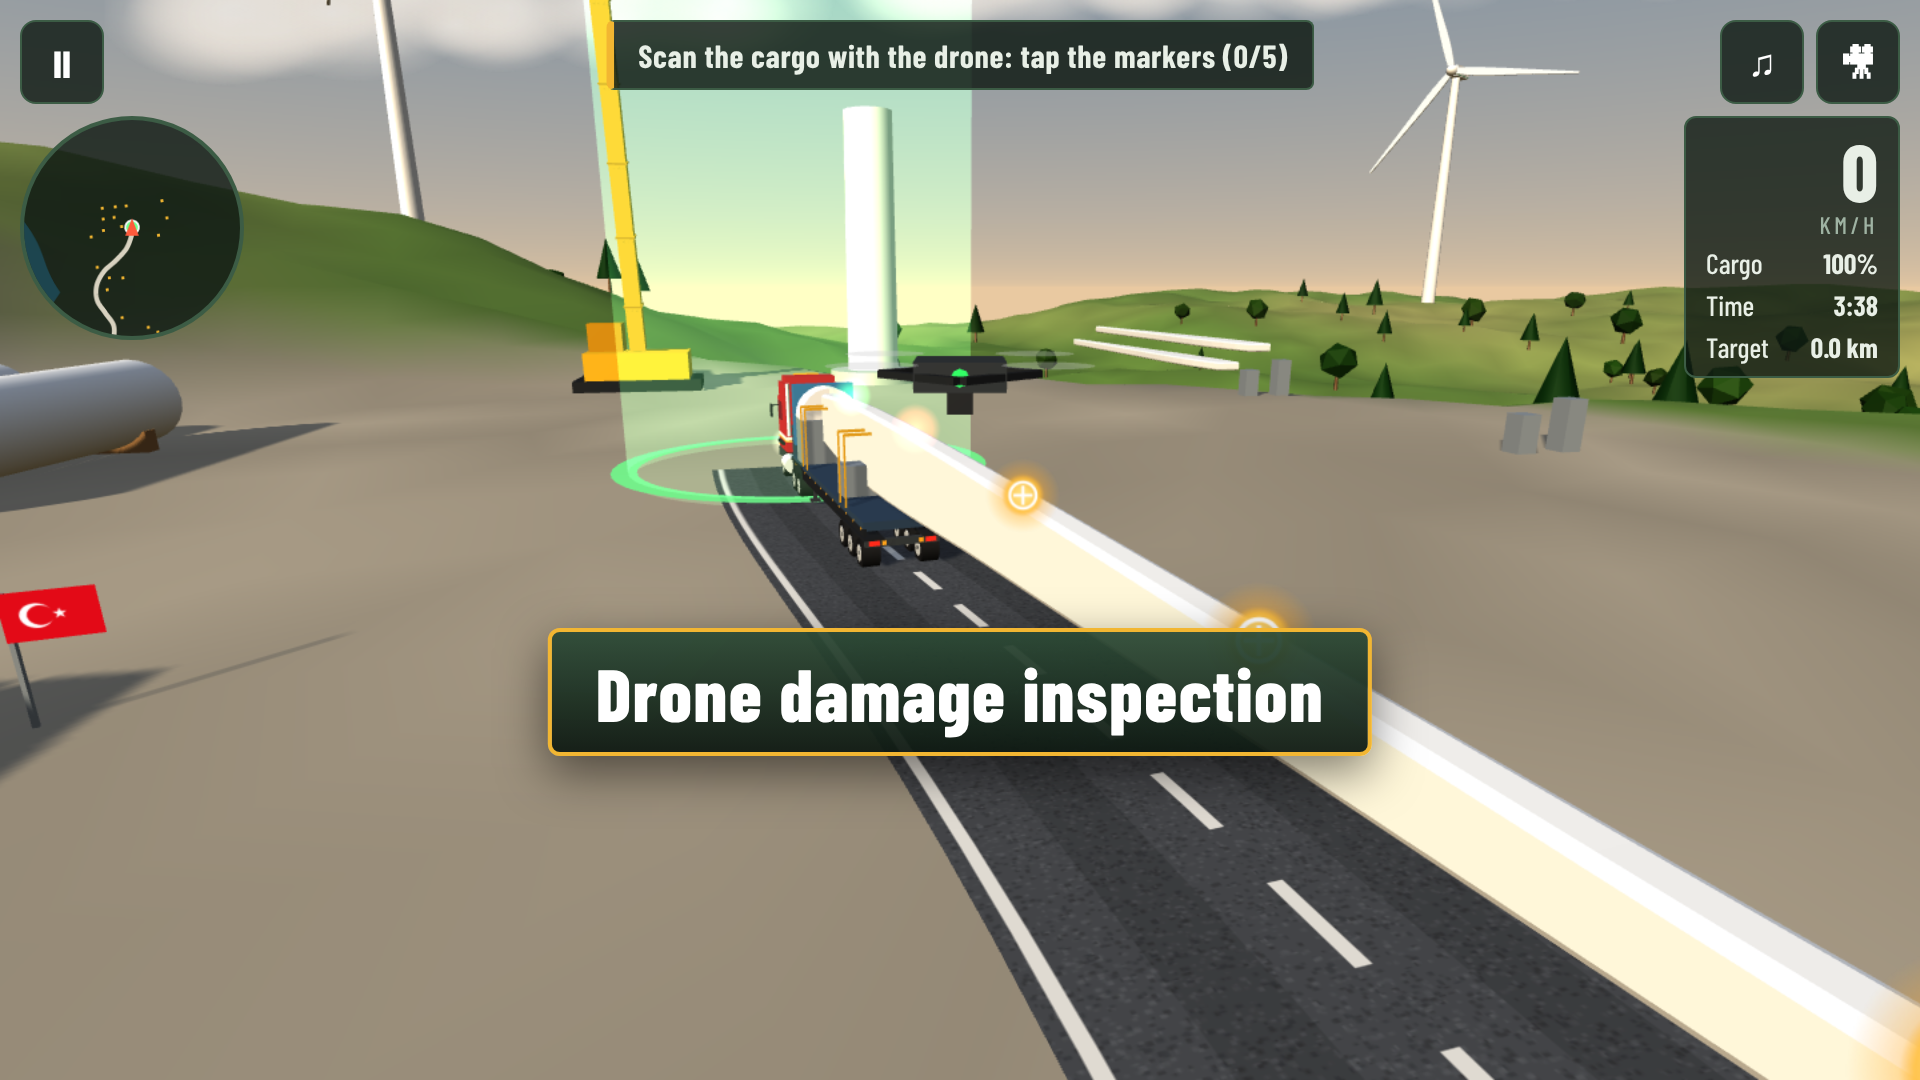 Scan the cargo with the drone: tap the markers (0/5)
0
KM/H
Cargo 100%
Time 3:38
Target 0.0 km
Drone damage inspection